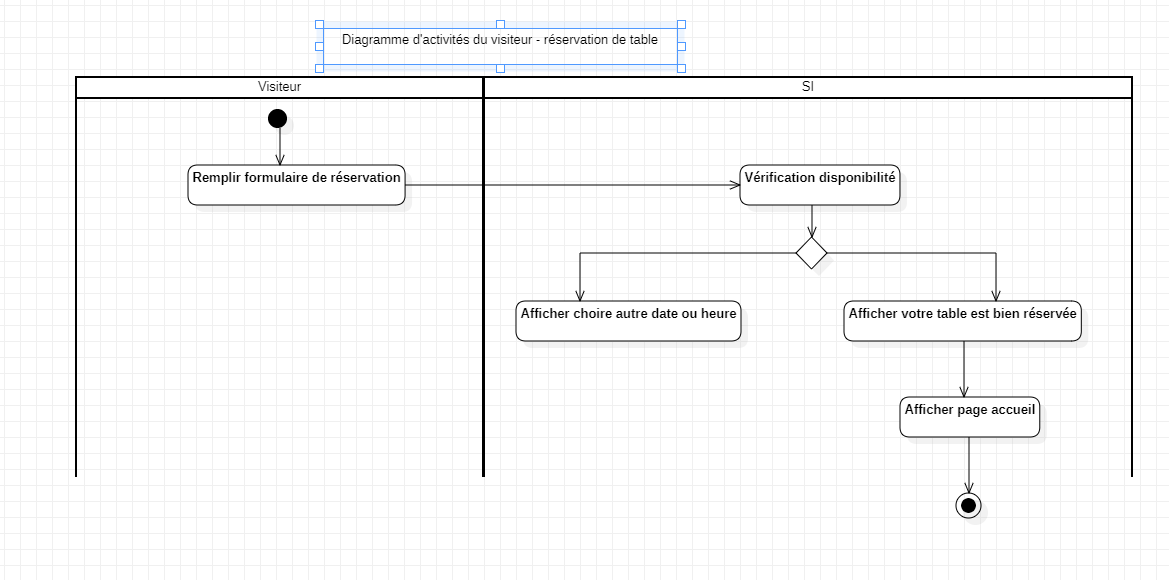 Diagramme d'activités du visiteur - réservation de table
Visiteur
SI
Remplir formulaire de réservation
Vérification disponibilité
Afficher choire autre date ou heure
Afficher votre table est bien réservée
Afficher page accueil